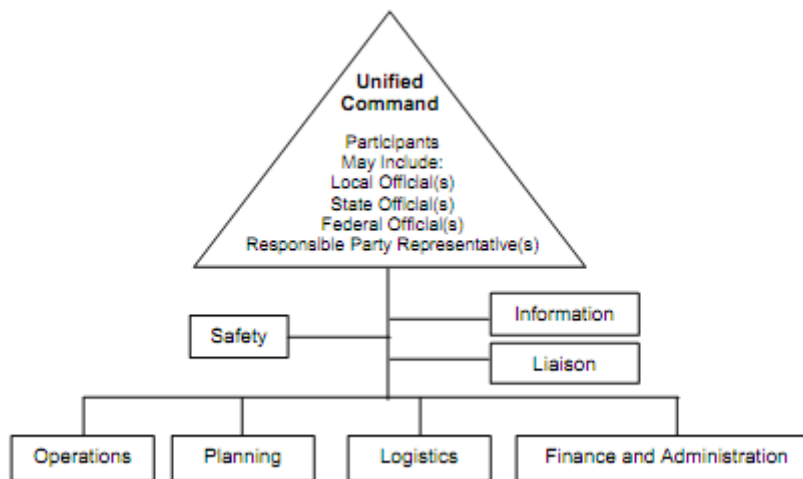 Unified
Command
Participants
May Include:
Local Official(s)
State Official(s)
Federal Official(s)
Responsible Party Representative(s)
Information
Safety
Liaison
Operations
Planning
Logistics
Finance and Administration